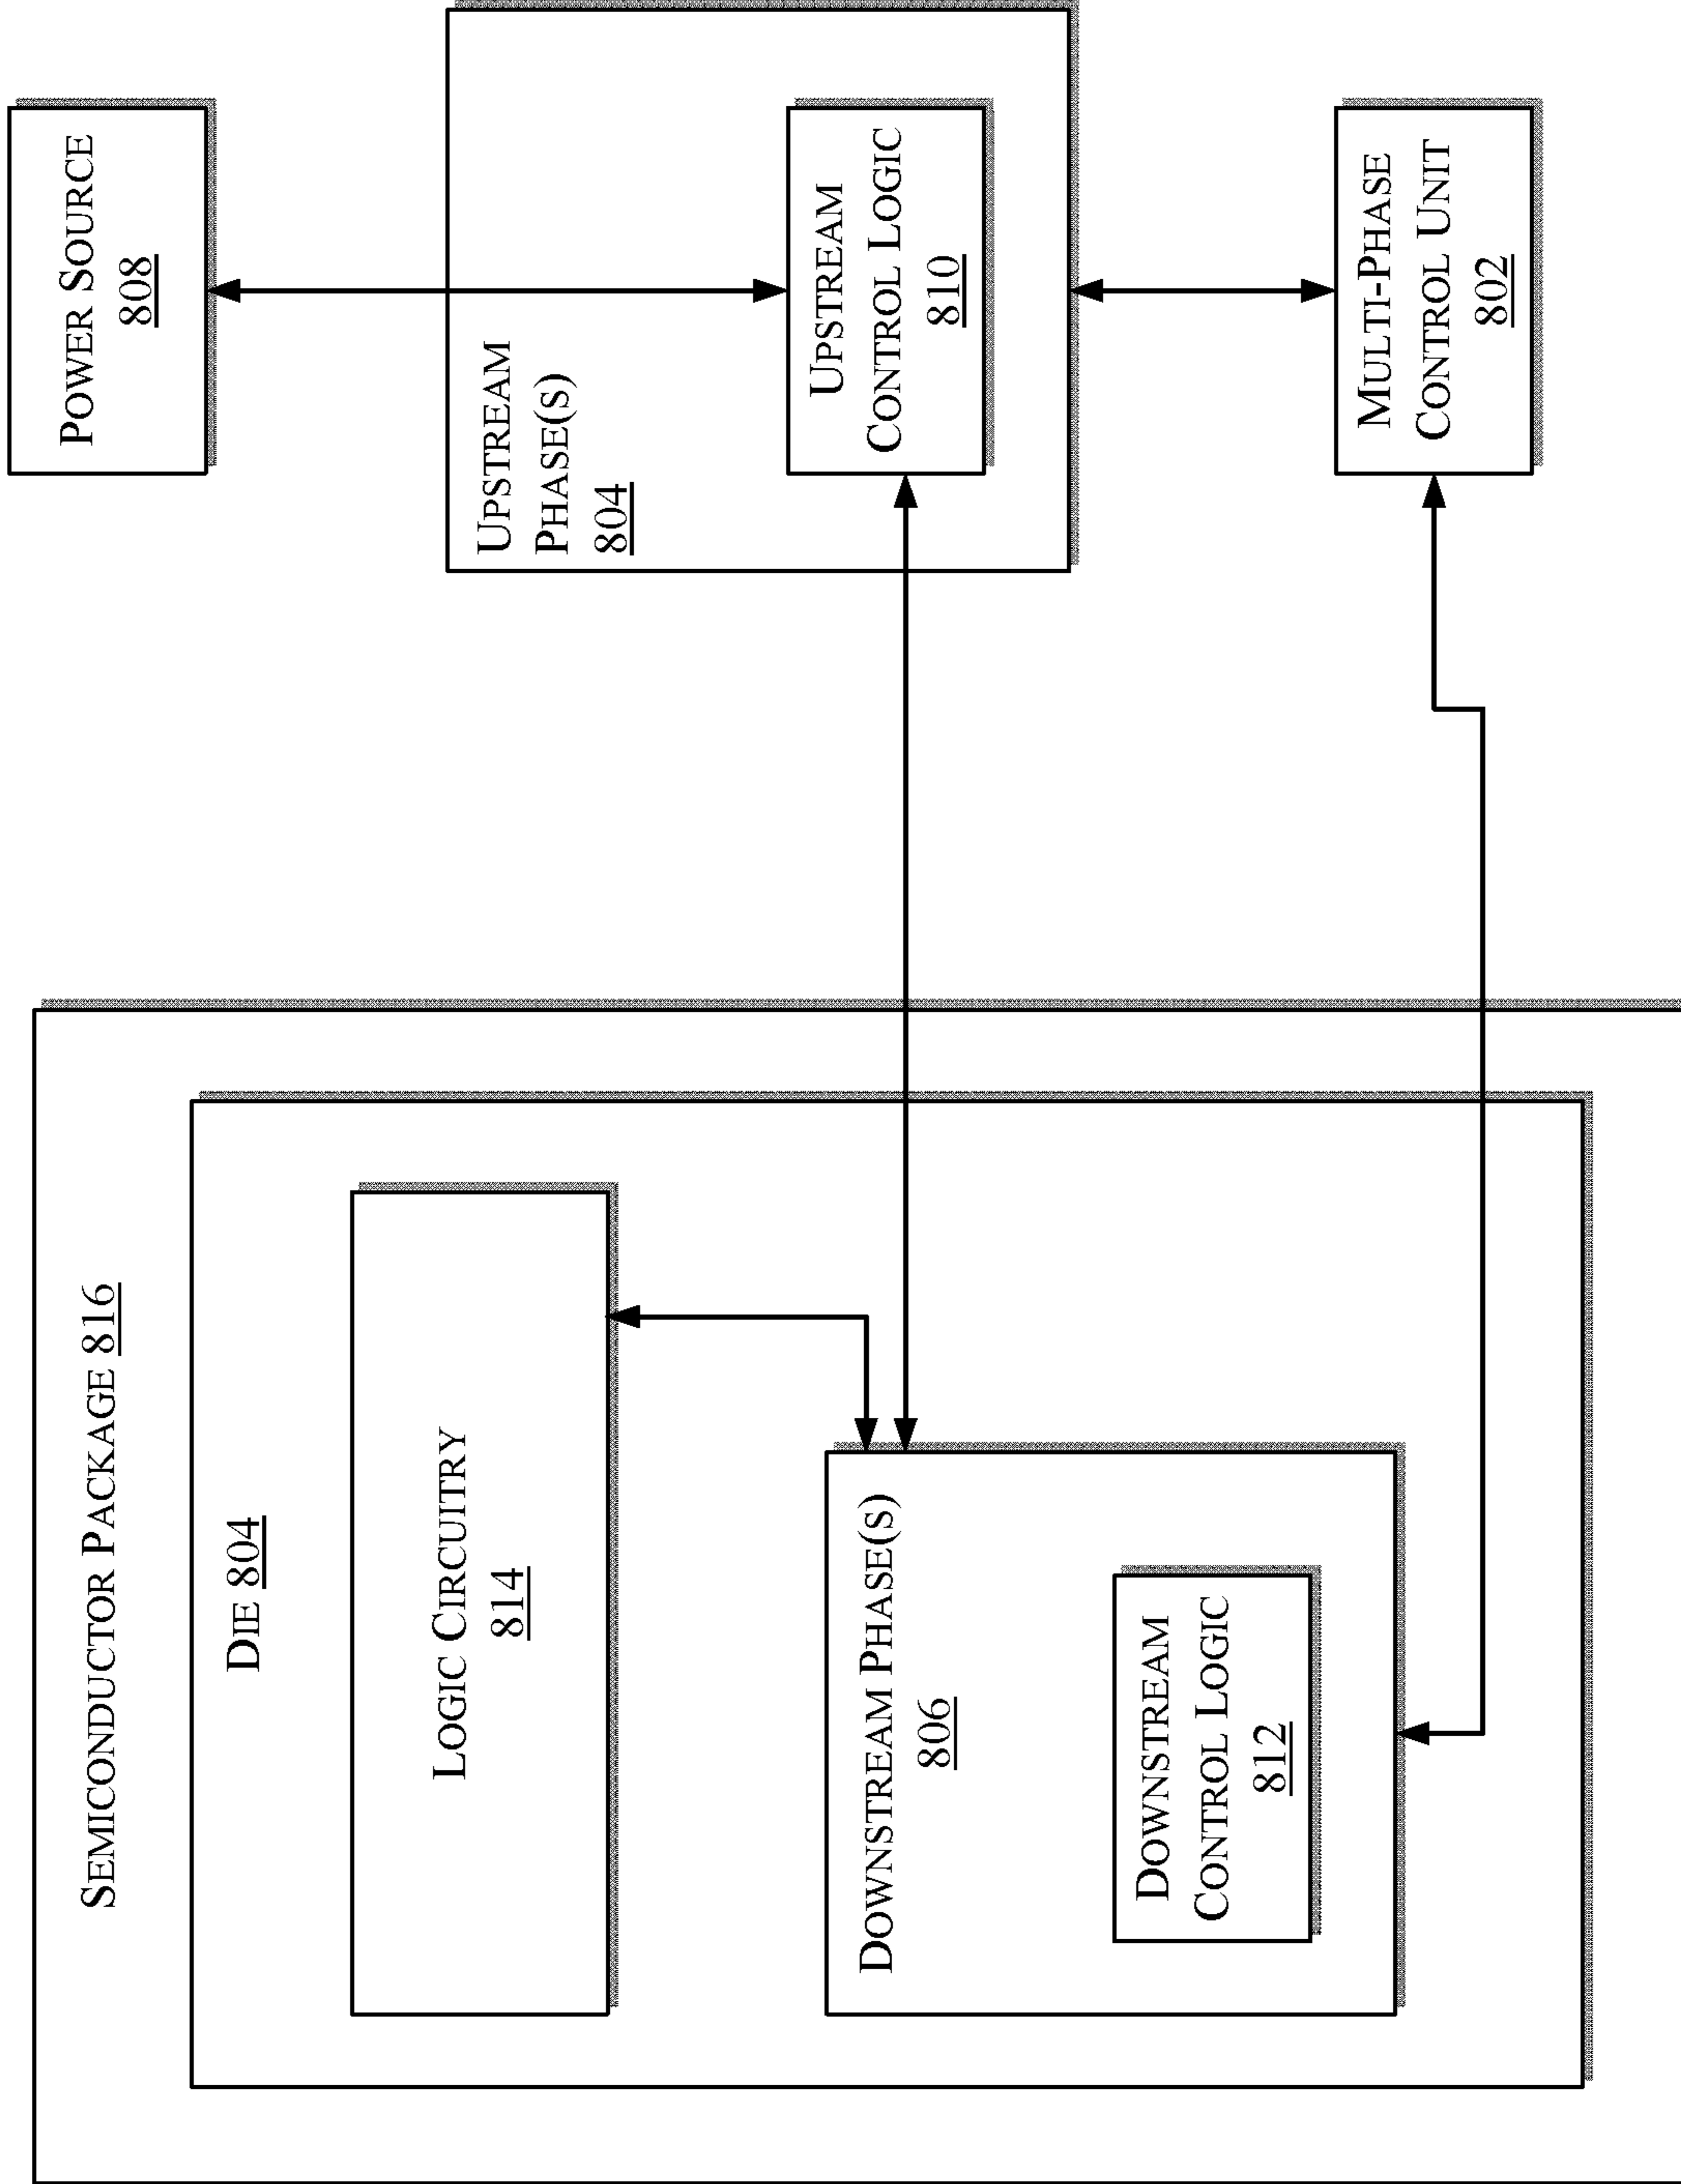 SEMICONDUCTOR PACKAGE 816
DIE 804
LOGIC CIRCUITRY
814
DOWNSTREAM PHASE(S)
806
DOWNSTREAM
CONTROL LOGIC
812
POWER SOURCE
808
UPSTREAM
PHASE(S)
804
UPSTREAM
CONTROL LOGIC
810
MULTI-PHASE
CONTROL UNIT
802